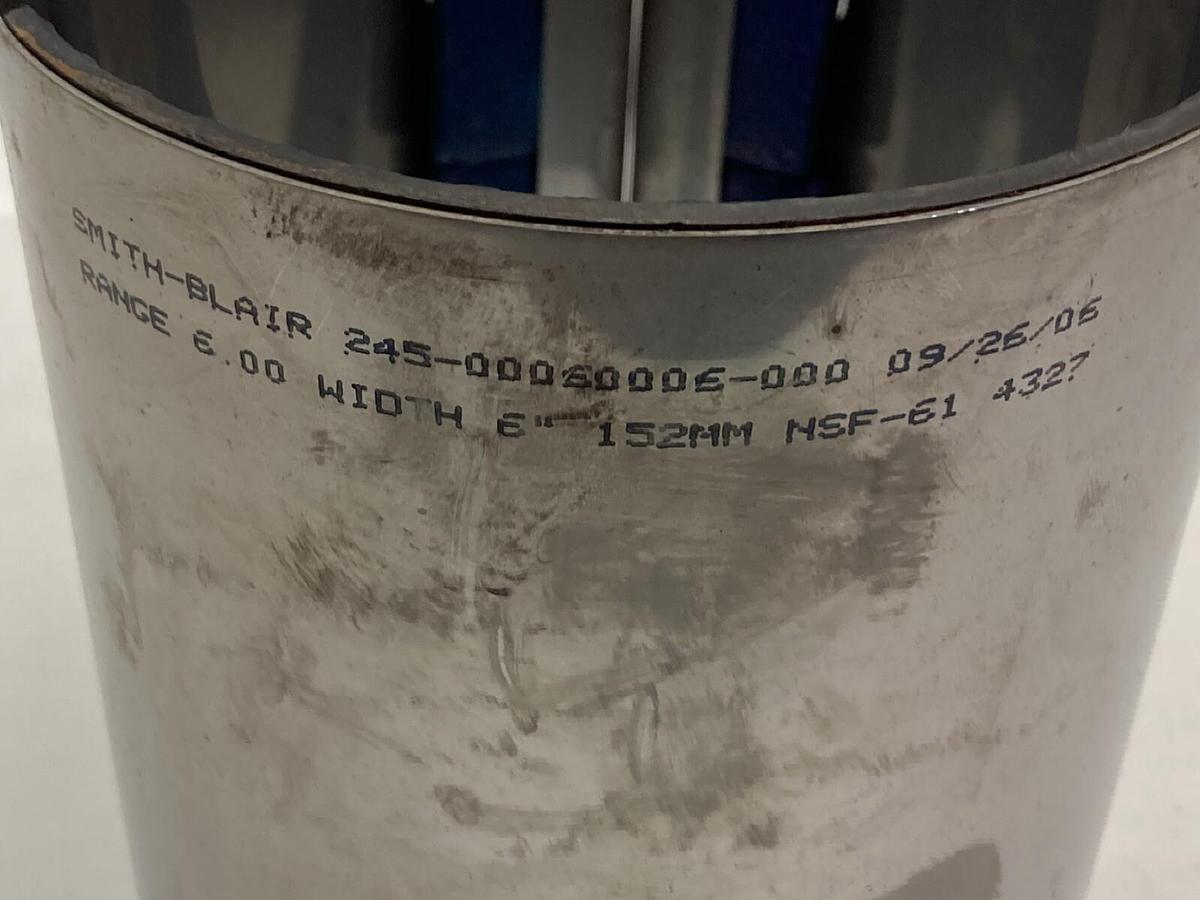 SMITH-BLAIR 245-00060006-000 09/26/06
RANGE 6.00 WIDTH 6" 152MM NSF-61 4327